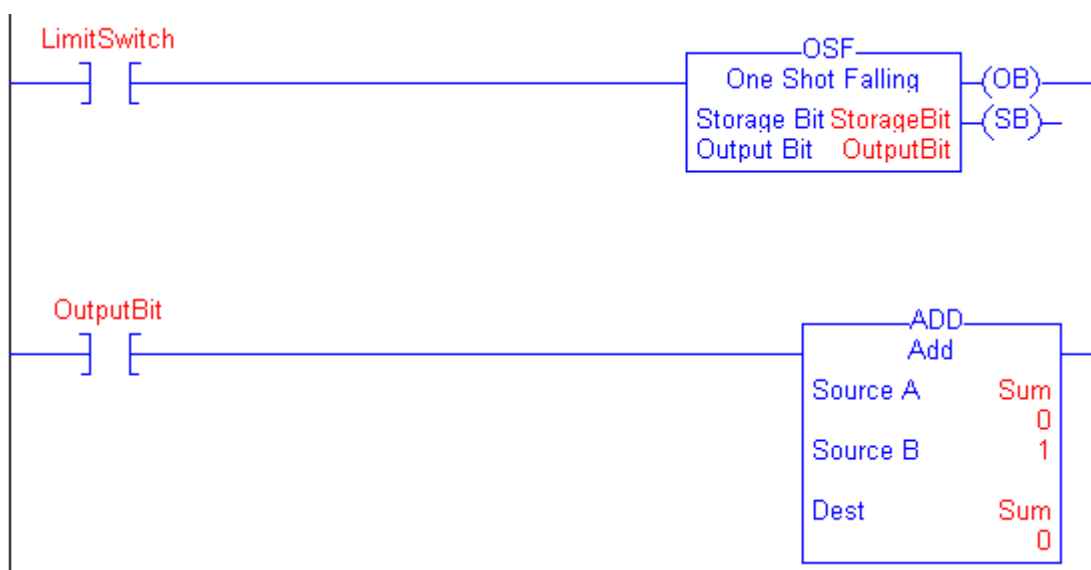 LimitSwitch
OSF
One Shot Falling
(OB)
Storage Bit StorageBit
(SB)
Output Bit OutputBit
OutputBit
ADD
Add
Source A Sum
0
Source B 1
Dest Sum
0